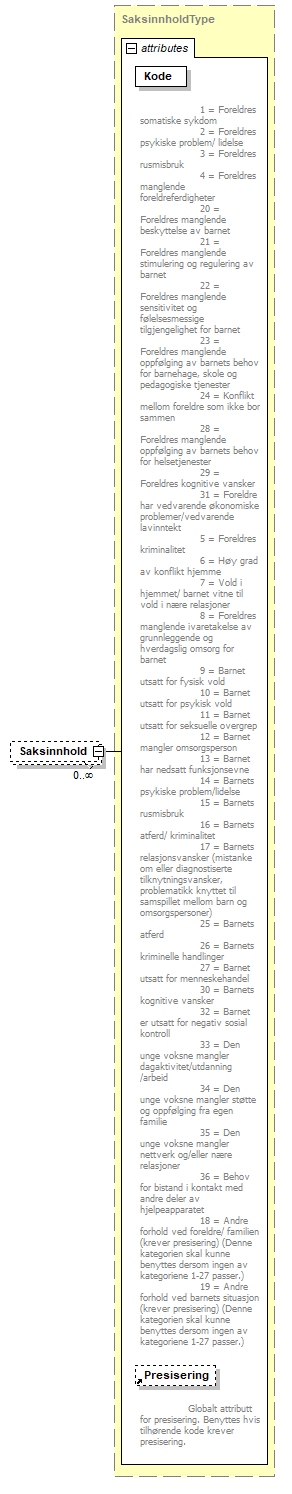 SaksinnholdType
attributes
Kode
1 = Foreldres
somatiske sykdom
2 = Foreldres
psykiske problem/ lidelse
3 = Foreldres
rusmisbruk
4 = Foreldres
manglende
foreldreferdigheter
20 =
Foreldres manglende
beskyttelse av barnet
21 =
Foreldres manglende
stimulering og regulering av
barnet
22 =
Foreldres manglende
sensitivitet og
følelsesmessige
tilgjengelighet for barnet
23 =
Foreldres manglende
oppfølging av barnets behov
for barnehage, skole og
pedagogiske tjenester
24 = Konflikt
mellom foreldre som ikke bor
sammen
28 =
Foreldres manglende
oppfølging av barnets behov
for helsetjenester
29 =
Foreldres kognitive vansker
31 = Foreldre
har vedvarende økonomiske
problemer/vedvarende
lavinntekt
5 = Foreldres
kriminalitet
6 = Høy grad
av konflikt hjemme
7 = Vold i
hjemmet/ barnet vitne til
vold i nære relasjoner
8 = Foreldres
manglende ivaretakelse av
grunnleggende og
hverdagslig omsorg for
barnet
9 = Barnet
utsatt for fysisk vold
10 = Barnet
utsatt for psykisk vold
11 = Barnet
utsatt for seksuelle overgrep
12 = Barnet
mangler omsorgsperson
13 = Barnet
har nedsatt funksjonsevne
14 = Barnets
psykiske problem/lidelse
15 = Barnets
rusmisbruk
16 = Barnets
atferd/ kriminalitet
17 = Barnets
relasjonsvansker (mistanke
om eller diagnostiserte
tilknytningsvansker,
problematikk knyttet til
samspillet mellom barn og
omsorgspersoner)
25 = Barnets
atferd
26 = Barnets
kriminelle handlinger
27 = Barnet
utsatt for menneskehandel
30 = Barnets
kognitive vansker
32 = Barnet
er utsatt for negativ sosial
kontroll
33 = Den
unge voksne mangler
dagaktivitet/utdanning
/arbeid
34 = Den
unge voksne mangler støtte
og oppfølging fra egen
familie
35 = Den
unge voksne mangler
nettverk og/eller nære
relasjoner
36 = Behov
for bistand i kontakt med
andre deler av
hjelpeapparatet
18 = Andre
forhold ved foreldre/ familien
(krever presisering) (Denne
kategorien skal kunne
benyttes dersom ingen av
kategoriene 1-27 passer.)
19 = Andre
forhold ved barnets situasjon
(krever presisering) (Denne
kategorien skal kunne
benyttes dersom ingen av
kategoriene 1-27 passer.)
Saksinnhold
0..∞
Presisering
Globalt attributt
for presisering. Benyttes hvis
tilhørende kode krever
presisering.